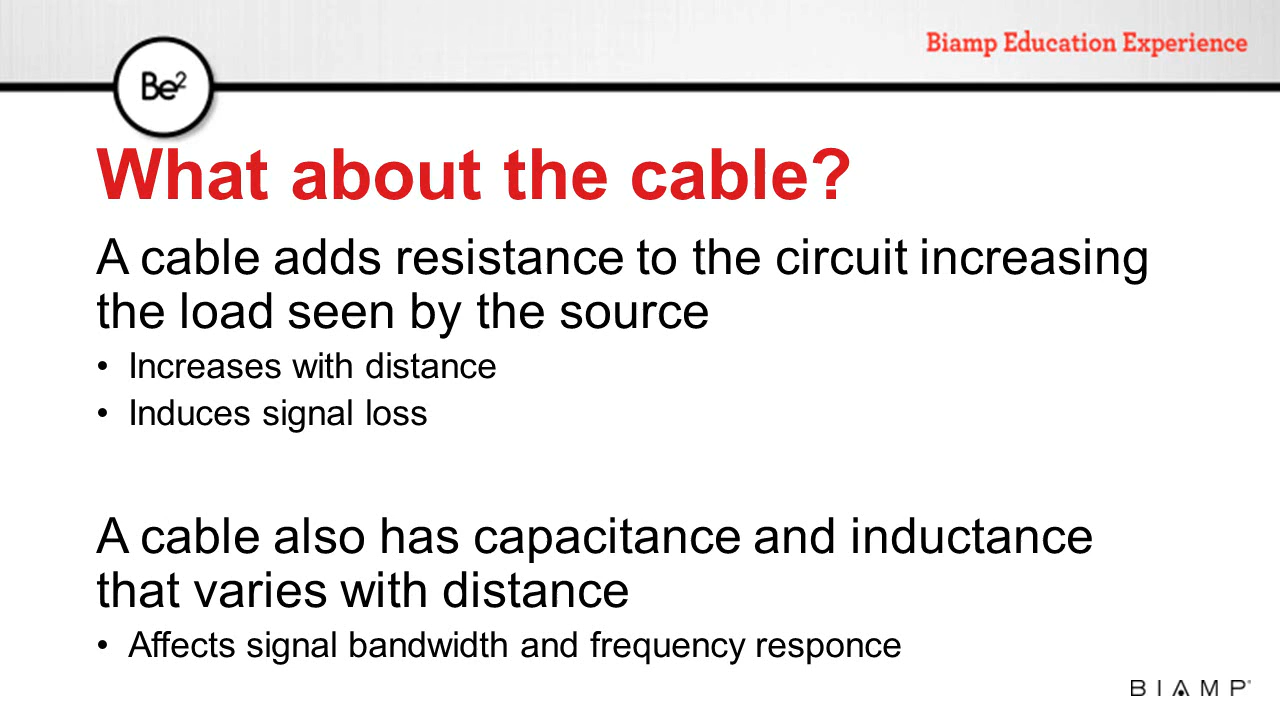 Biamp Education Experience
Be²
What about the cable?
A cable adds resistance to the circuit increasing
the load seen by the source
• Increases with distance
• Induces signal loss
A cable also has capacitance and inductance
that varies with distance
• Affects signal bandwidth and frequency responce
BIAMP